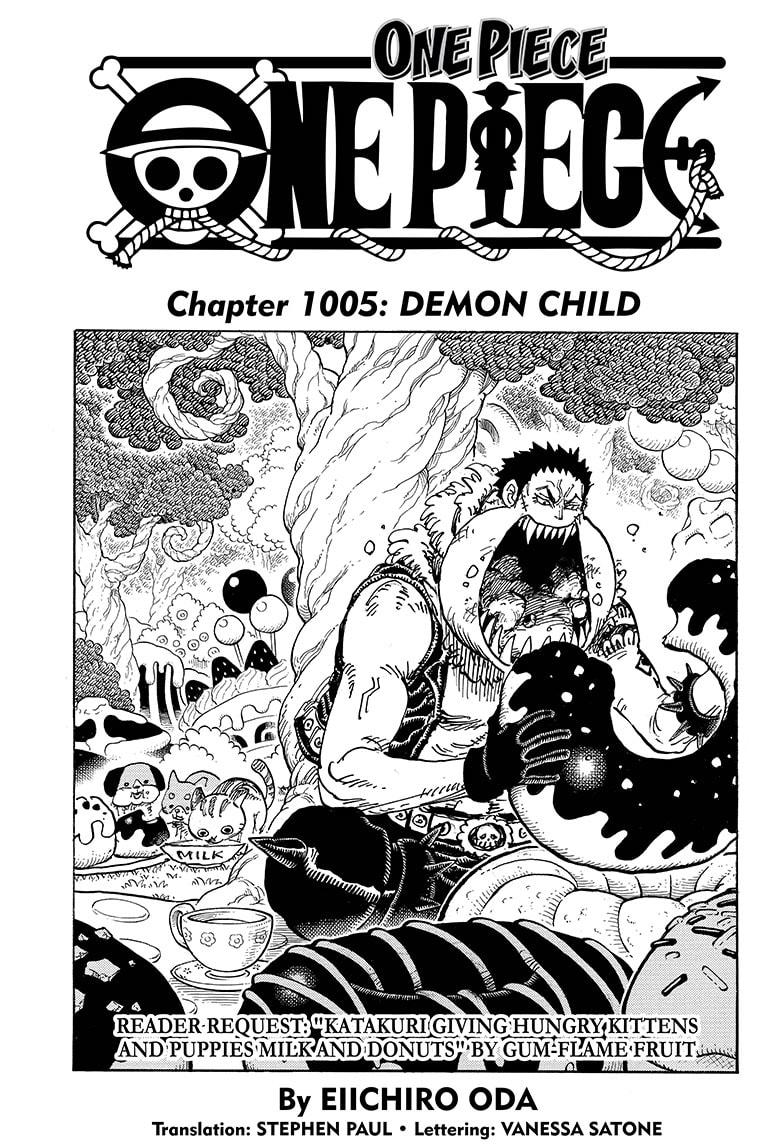 ONE PIECE
ONE PIECE
Chapter 1005: DEMON CHILD
MILK
READER REQUEST: "KATAKURI GIVING HUNGRY KITTENS
AND PUPPIES MILK AND DONUTS" BY GUM-FLAME FRUIT
By EIICHIRO ODA
Translation: STEPHEN PAUL • Lettering: VANESSA SATONE